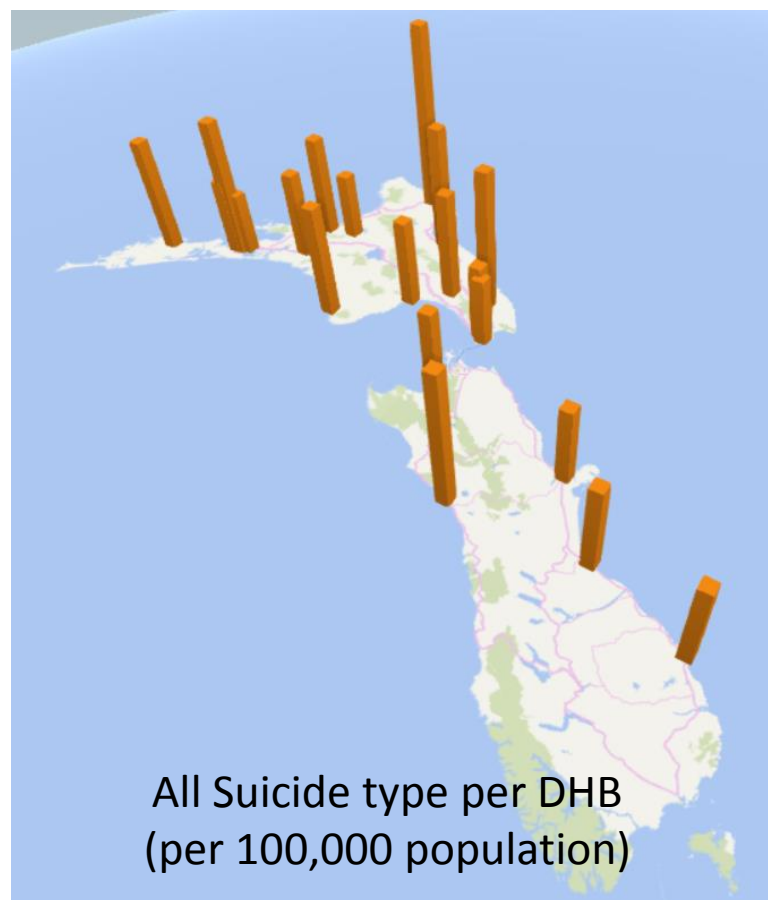 All Suicide type per DHB
(per 100,000 population)